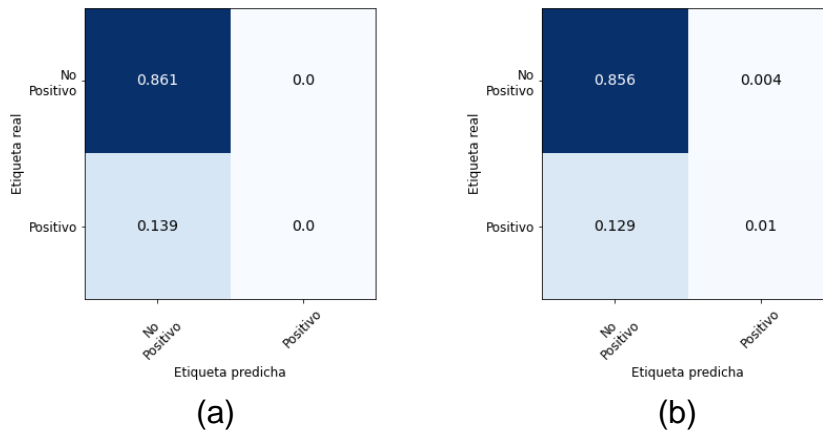 No
Positivo
0.861
0.0
Etiqueta real
Positivo
0.139
0.0
No
Positivo
Positivo
Etiqueta predicha
(a)
No
Positivo
0.856
0.004
Etiqueta real
Positivo
0.129
0.01
No
Positivo
Positivo
Etiqueta predicha
(b)